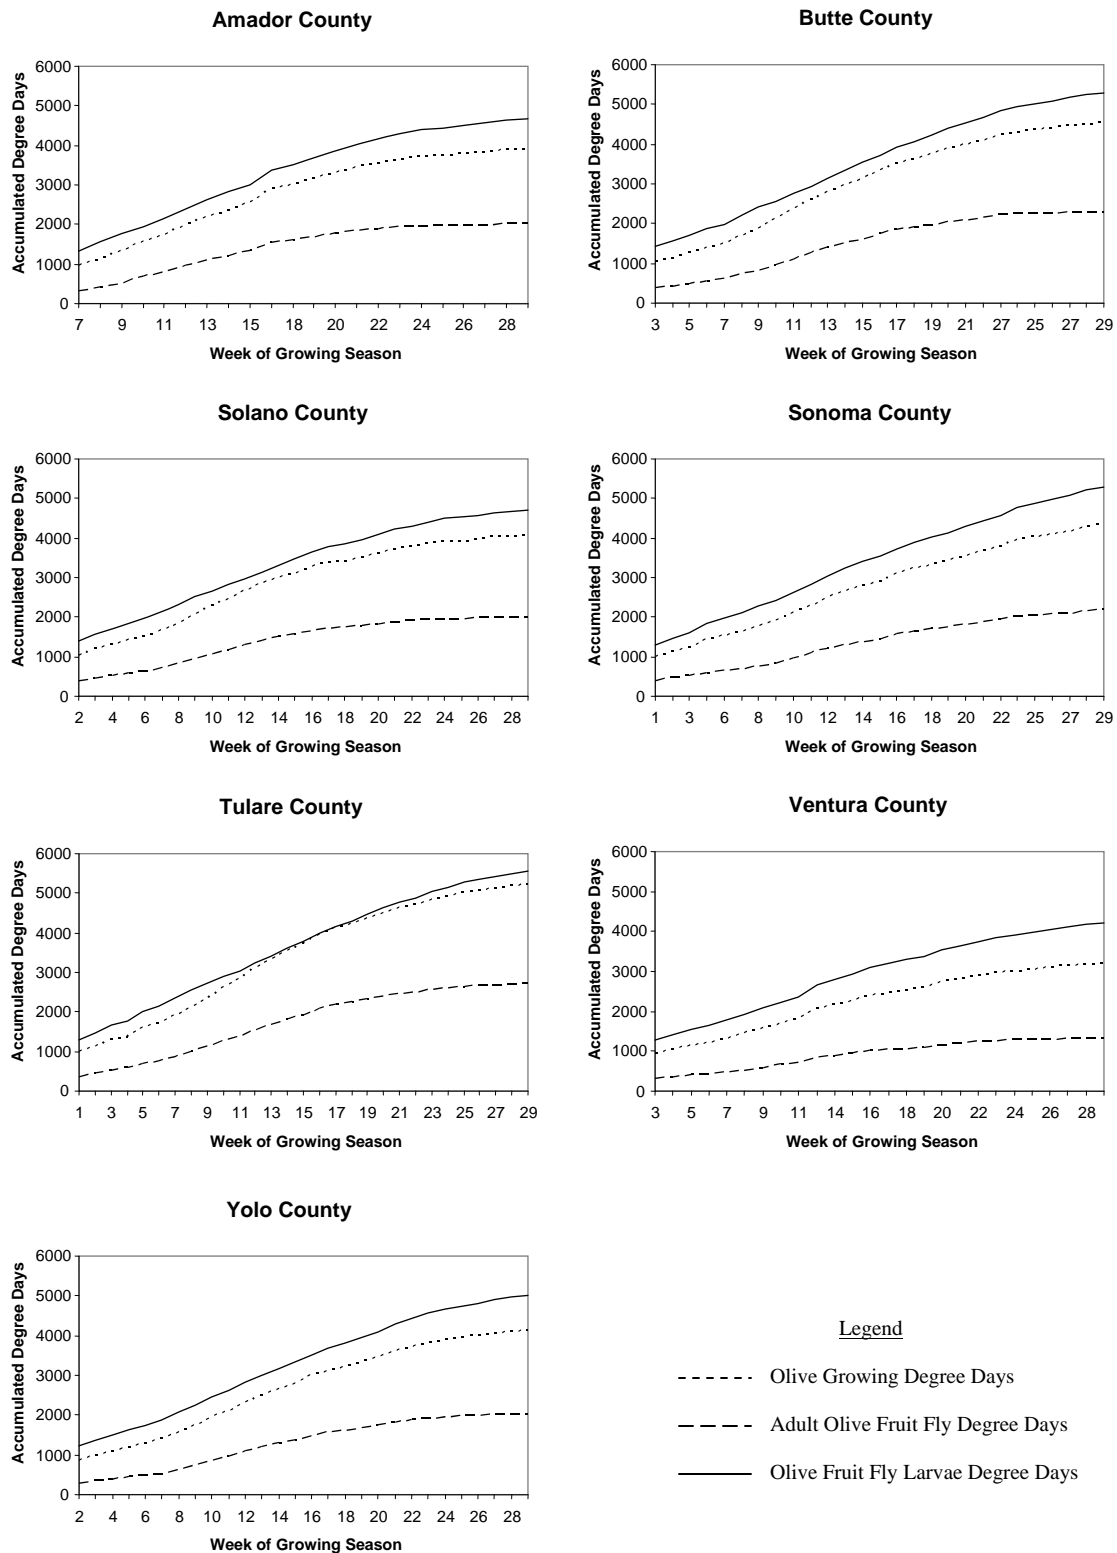 Amador County
Accumulated Degree Days
6000
5000
4000
3000
2000
1000
0
7 9 11 13 15 16 18 20 22 24 26 28
Week of Growing Season
Butte County
Accumulated Degree Days
6000
5000
4000
3000
2000
1000
0
3 5 7 9 11 13 15 17 19 20 21 23 25 27 29
Week of Growing Season
Solano County
Accumulated Degree Days
6000
5000
4000
3000
2000
1000
0
2 4 6 8 10 12 14 16 18 20 22 24 26 28
Week of Growing Season
Sonoma County
Accumulated Degree Days
6000
5000
4000
3000
2000
1000
0
1 3 5 7 9 10 12 14 16 18 20 22 24 25 27 29
Week of Growing Season
Tulare County
Accumulated Degree Days
6000
5000
4000
3000
2000
1000
0
1 3 5 7 9 11 13 15 17 19 21 23 25 27 29
Week of Growing Season
Ventura County
Accumulated Degree Days
6000
5000
4000
3000
2000
1000
0
3 5 7 9 11 14 16 18 20 22 24 26 28
Week of Growing Season
Yolo County
Accumulated Degree Days
6000
5000
4000
3000
2000
1000
0
2 4 6 8 10 12 14 16 18 20 22 24 26 28
Week of Growing Season
Legend
Olive Growing Degree Days
Adult Olive Fruit Fly Degree Days
Olive Fruit Fly Larvae Degree Days